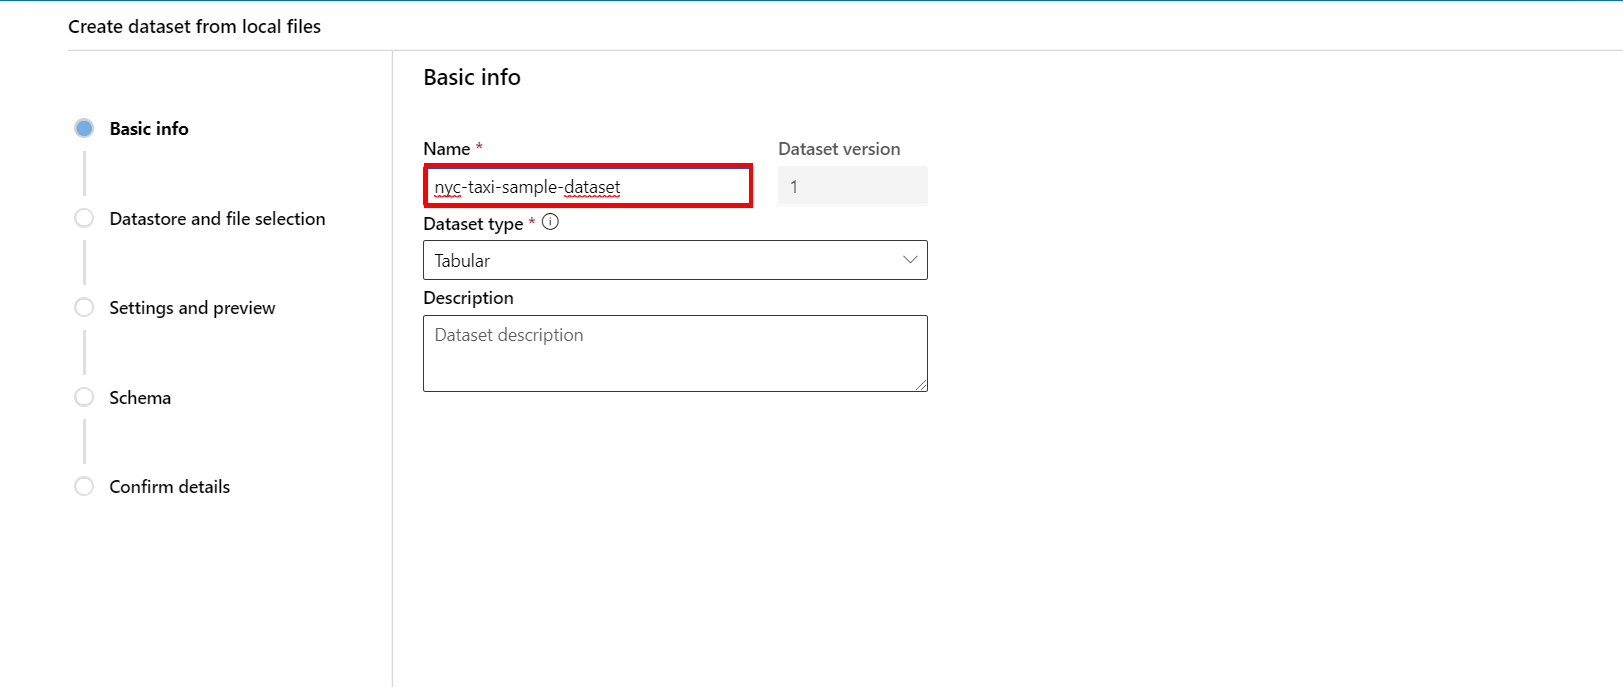 Create dataset from local files
Basic info
Datastore and file selection
Settings and preview
Schema
Confirm details
Basic info
Name *
Dataset version
nyc-taxi-sample-dataset
1
Dataset type *
Tabular
Description
Dataset description